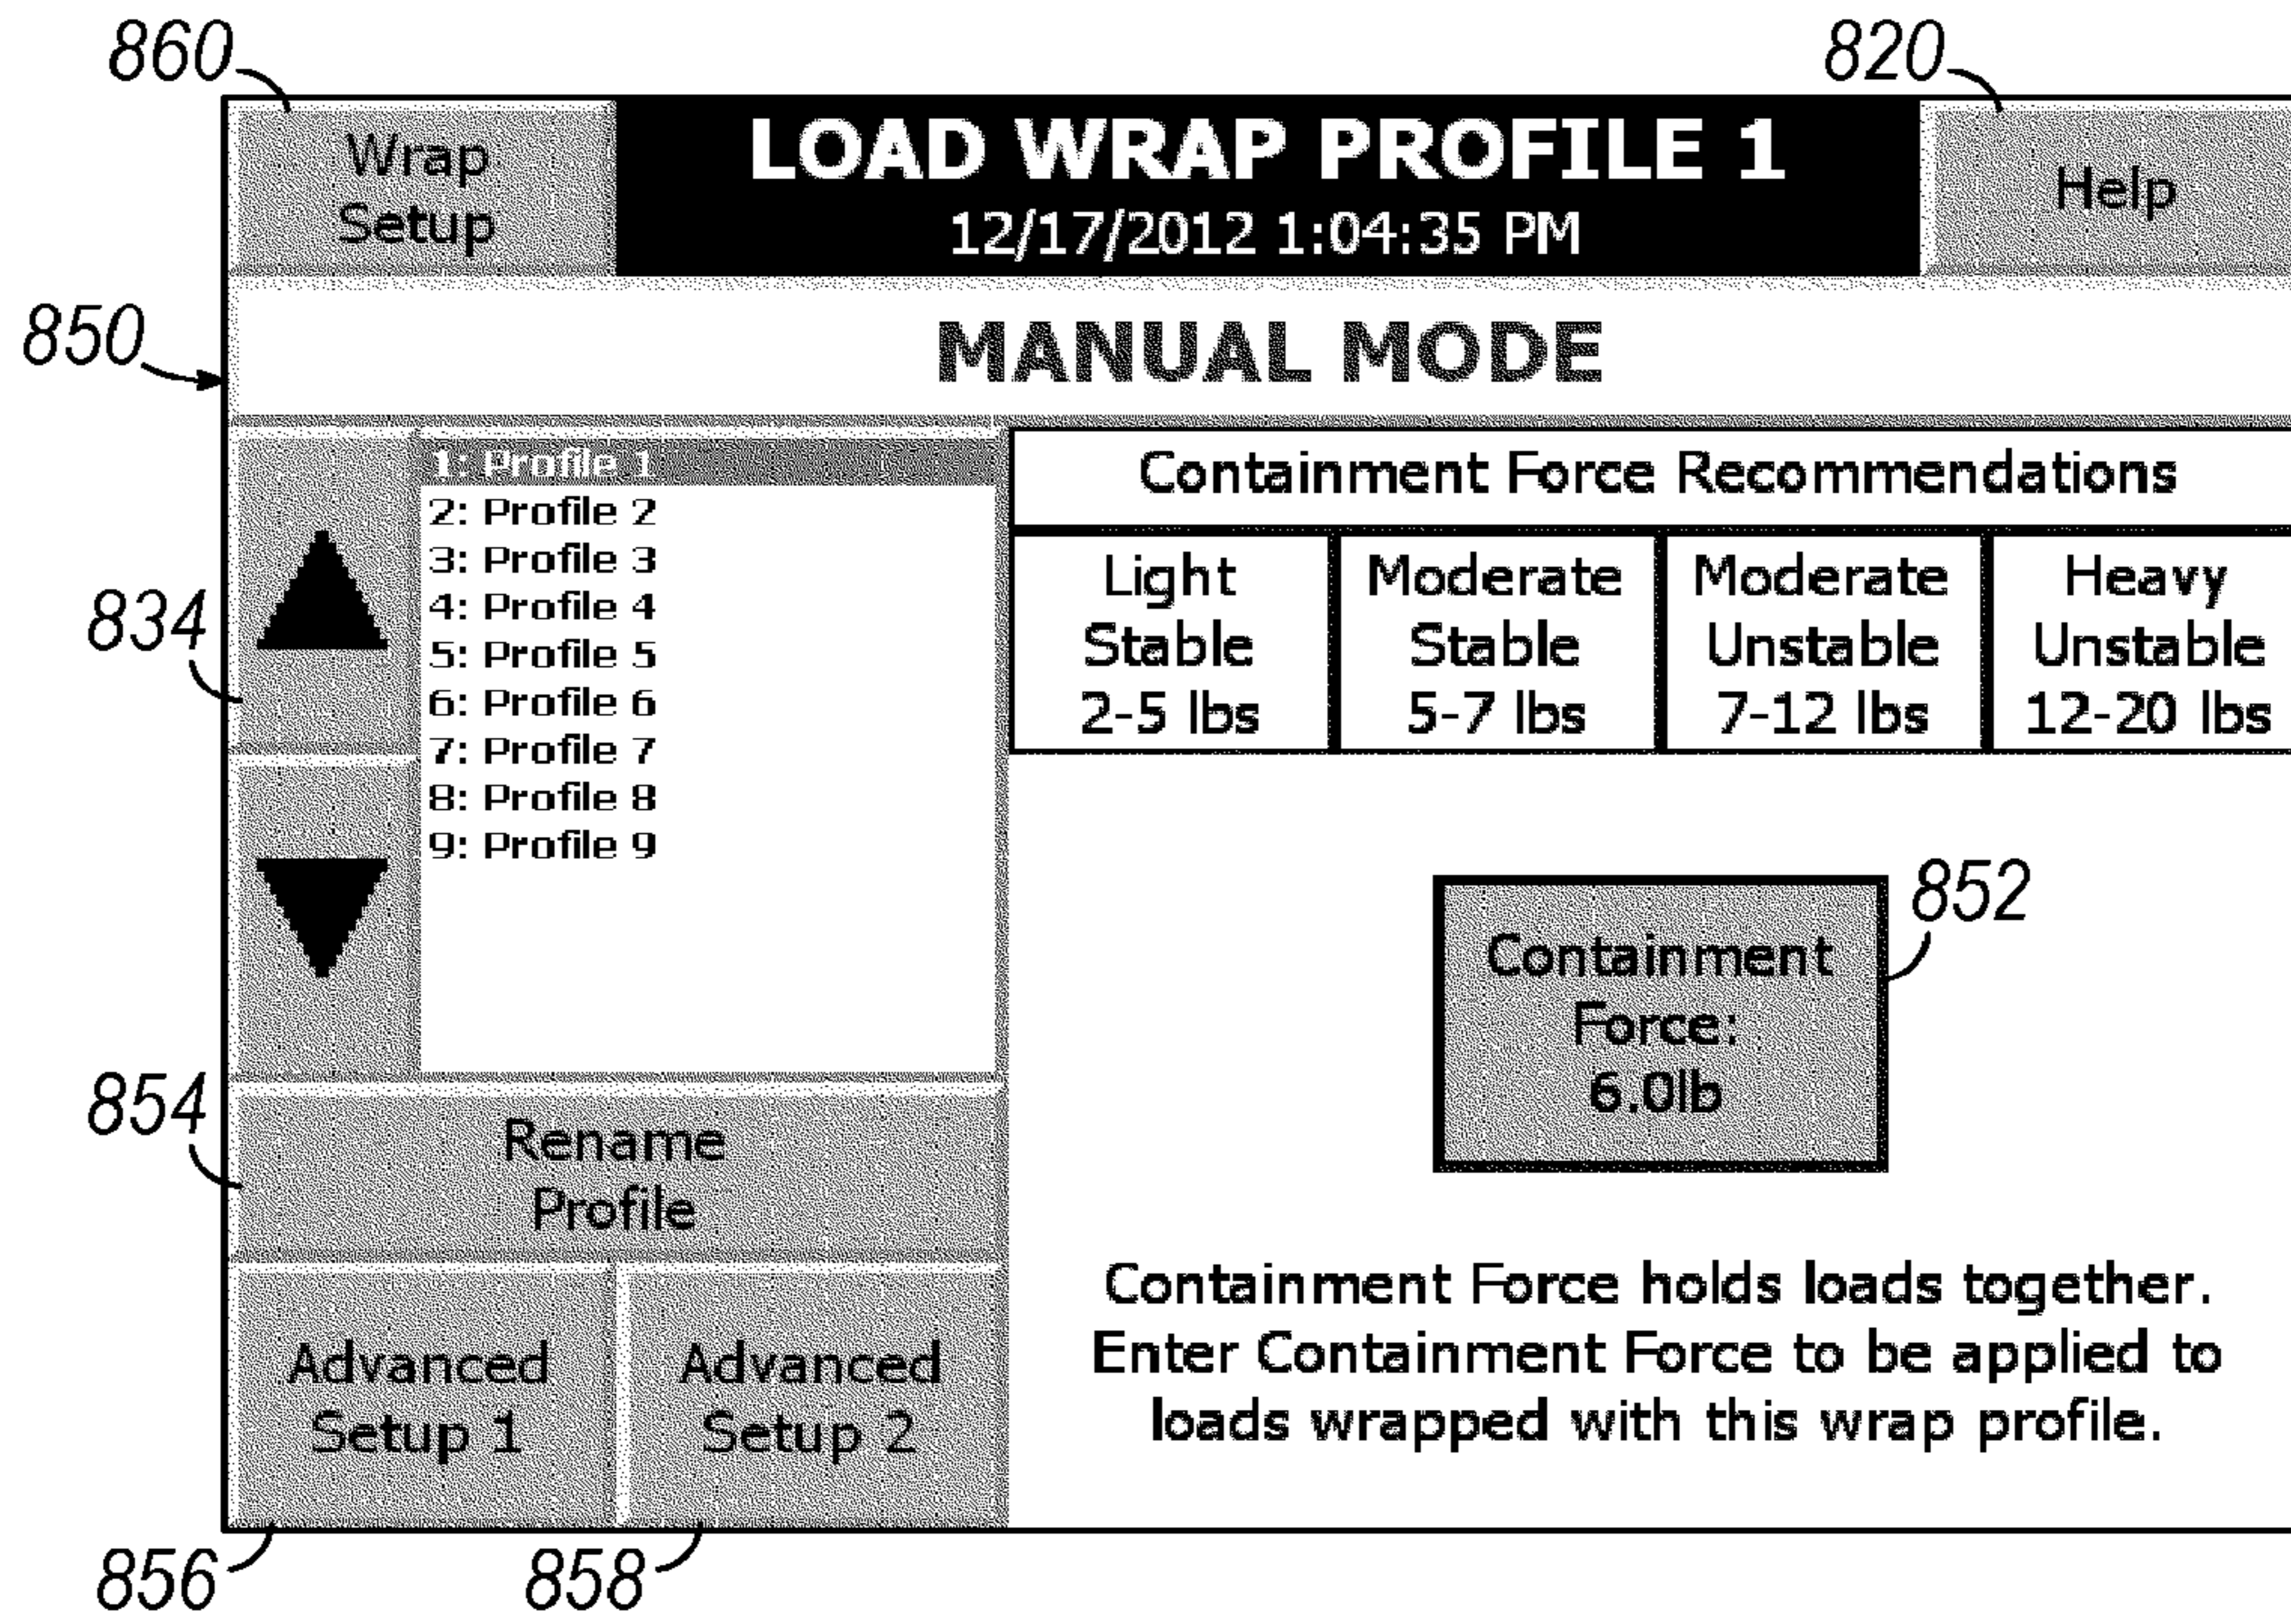 860
820
Wrap
Setup
LOAD WRAP PROFILE 1
12/17/2012 1:04:35 PM
Help
850
MANUAL MODE
834
1: Profile 1
2: Profile 2
3: Profile 3
4: Profile 4
5: Profile 5
6: Profile 6
7: Profile 7
8: Profile 8
9: Profile 9
Containment Force Recommendations
Light
Stable
2-5 lbs
Moderate
Stable
5-7 lbs
Moderate
Unstable
7-12 lbs
Heavy
Unstable
12-20 lbs
852
Containment
Force:
6.0lb
854
Rename
Profile
Advanced
Setup 1
Advanced
Setup 2
Containment Force holds loads together.
Enter Containment Force to be applied to
loads wrapped with this wrap profile.
856
858